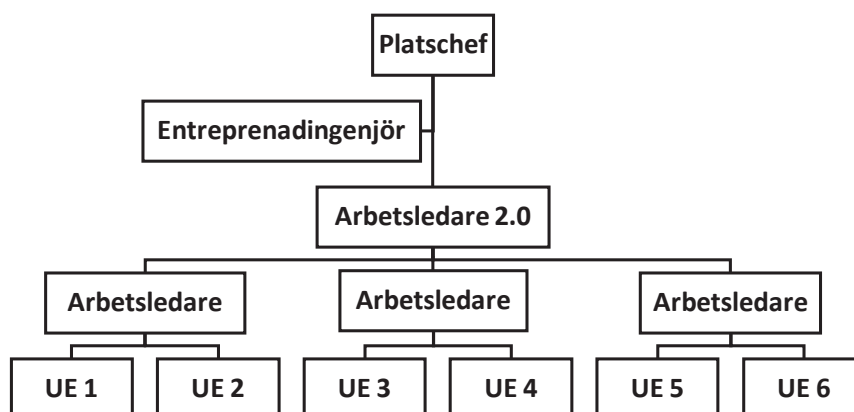 Platschef
Entreprenadingenjör
Arbetsledare 2.0
Arbetsledare
Arbetsledare
Arbetsledare
UE 1
UE 2
UE 3
UE 4
UE 5
UE 6